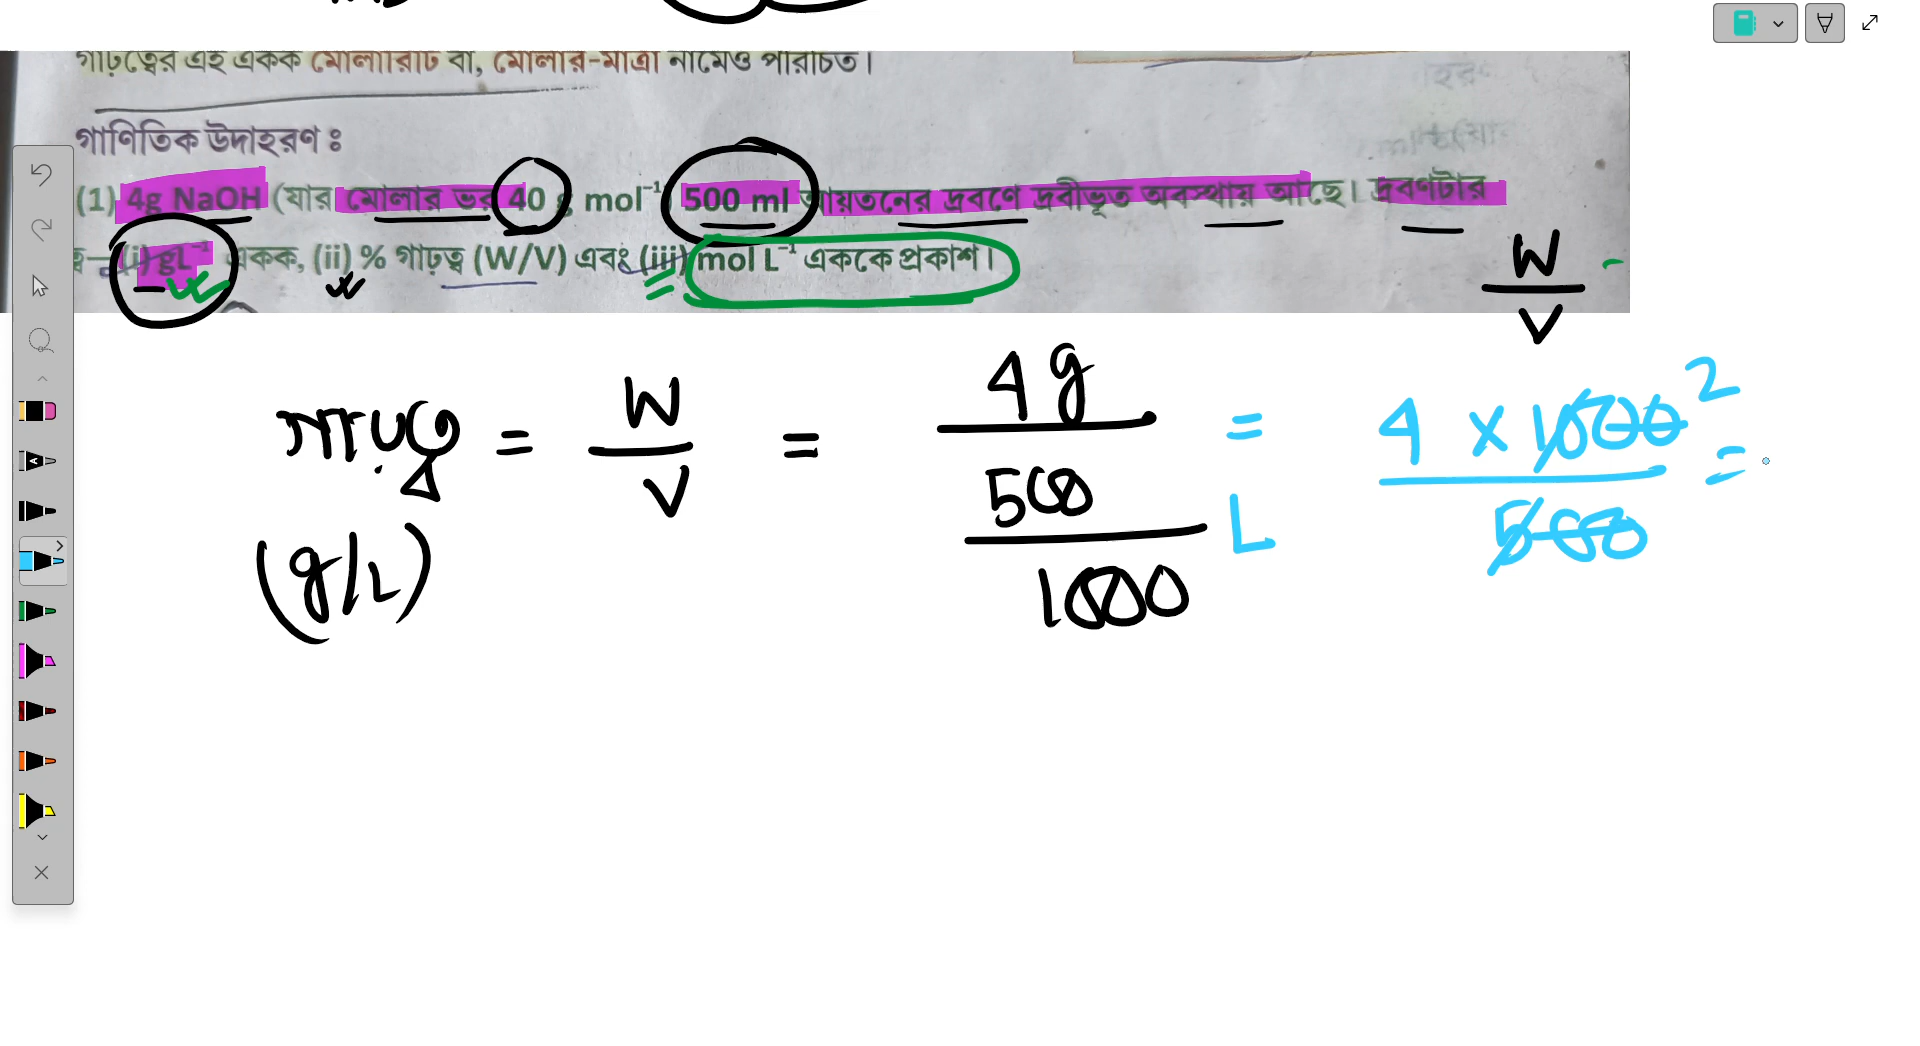 গাঢ়ত্বের এই একক মোলারিটি বা, মোলার-মাত্রা নামেও পরিচিত।
গাণিতিক উদাহরণ ঃ
(1) 4g NaOH (যার মোলার ভর 40 g mol⁻¹) 500 ml আয়তনের দ্রবণে দ্রবীভূত অবস্থায় আছে। দ্রবণটার
(i) gL⁻¹ একক, (ii) % গাঢ়ত্ব (W/V) এবং (iii) mol L⁻¹ এককে প্রকাশ।
W
V
গাঢ়ত্ব = W/V = 4g / (500/1000) L = 4 × 1000 2 / 500 =
(g/L)